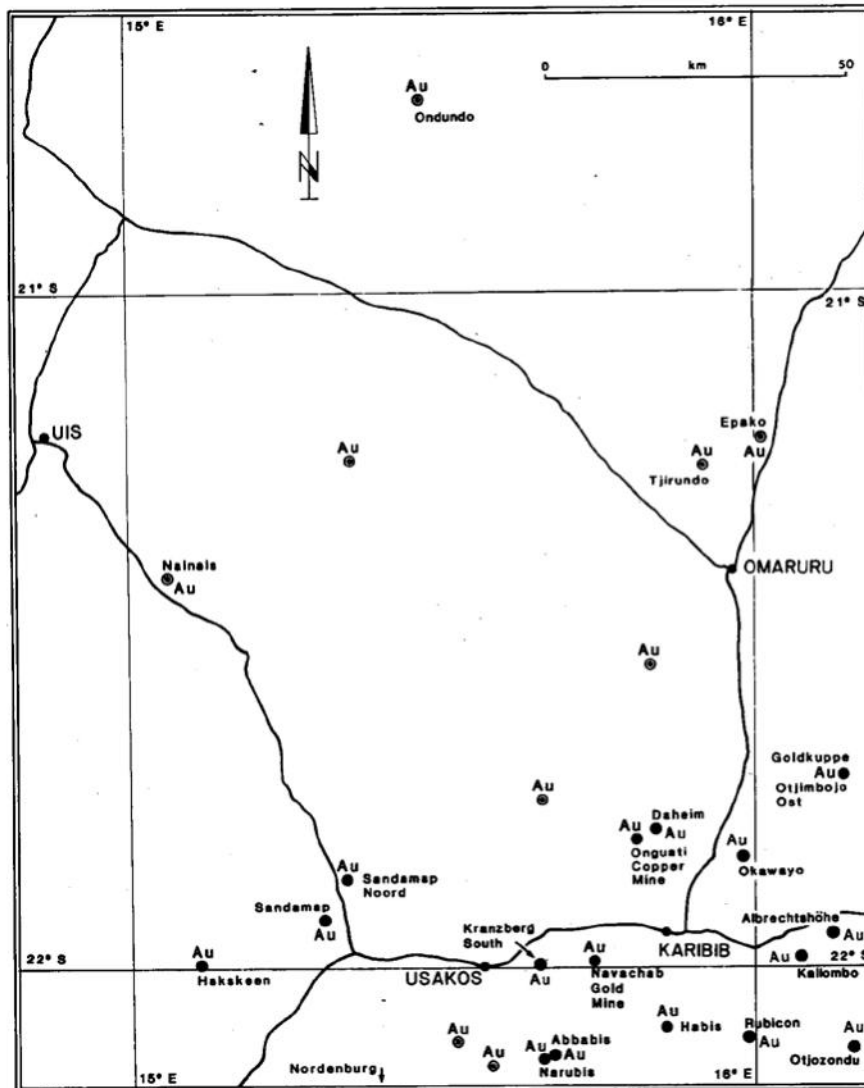 15° E
16° E
0
km
50
Au
Ondundo
N
21° S
21° S
UIS
Au
Epako
Au
Au
Tjirundo
Nainais
Au
OMARURU
Au
Goldkuppe
Au
Otjimbojo
Ost
Au
Daheim
Au
Au
Onguati
Copper
Mine
Au
Okawayo
Au
Sandamap
Noord
Sandamap
Au
Kranzberg
South
Albrechtshöhe
Au
KARIBIB
Au
Hakskeen
22° S
USAKOS
Au
Au
Navachab
Gold
Mine
Au
22° S
Kaliombo
Au
Habis
Rubicon
Au
Au
Otjozondu
Au
Au
Au
Abbabis
Au
Narubis
Nordenburg
15° E
16° E